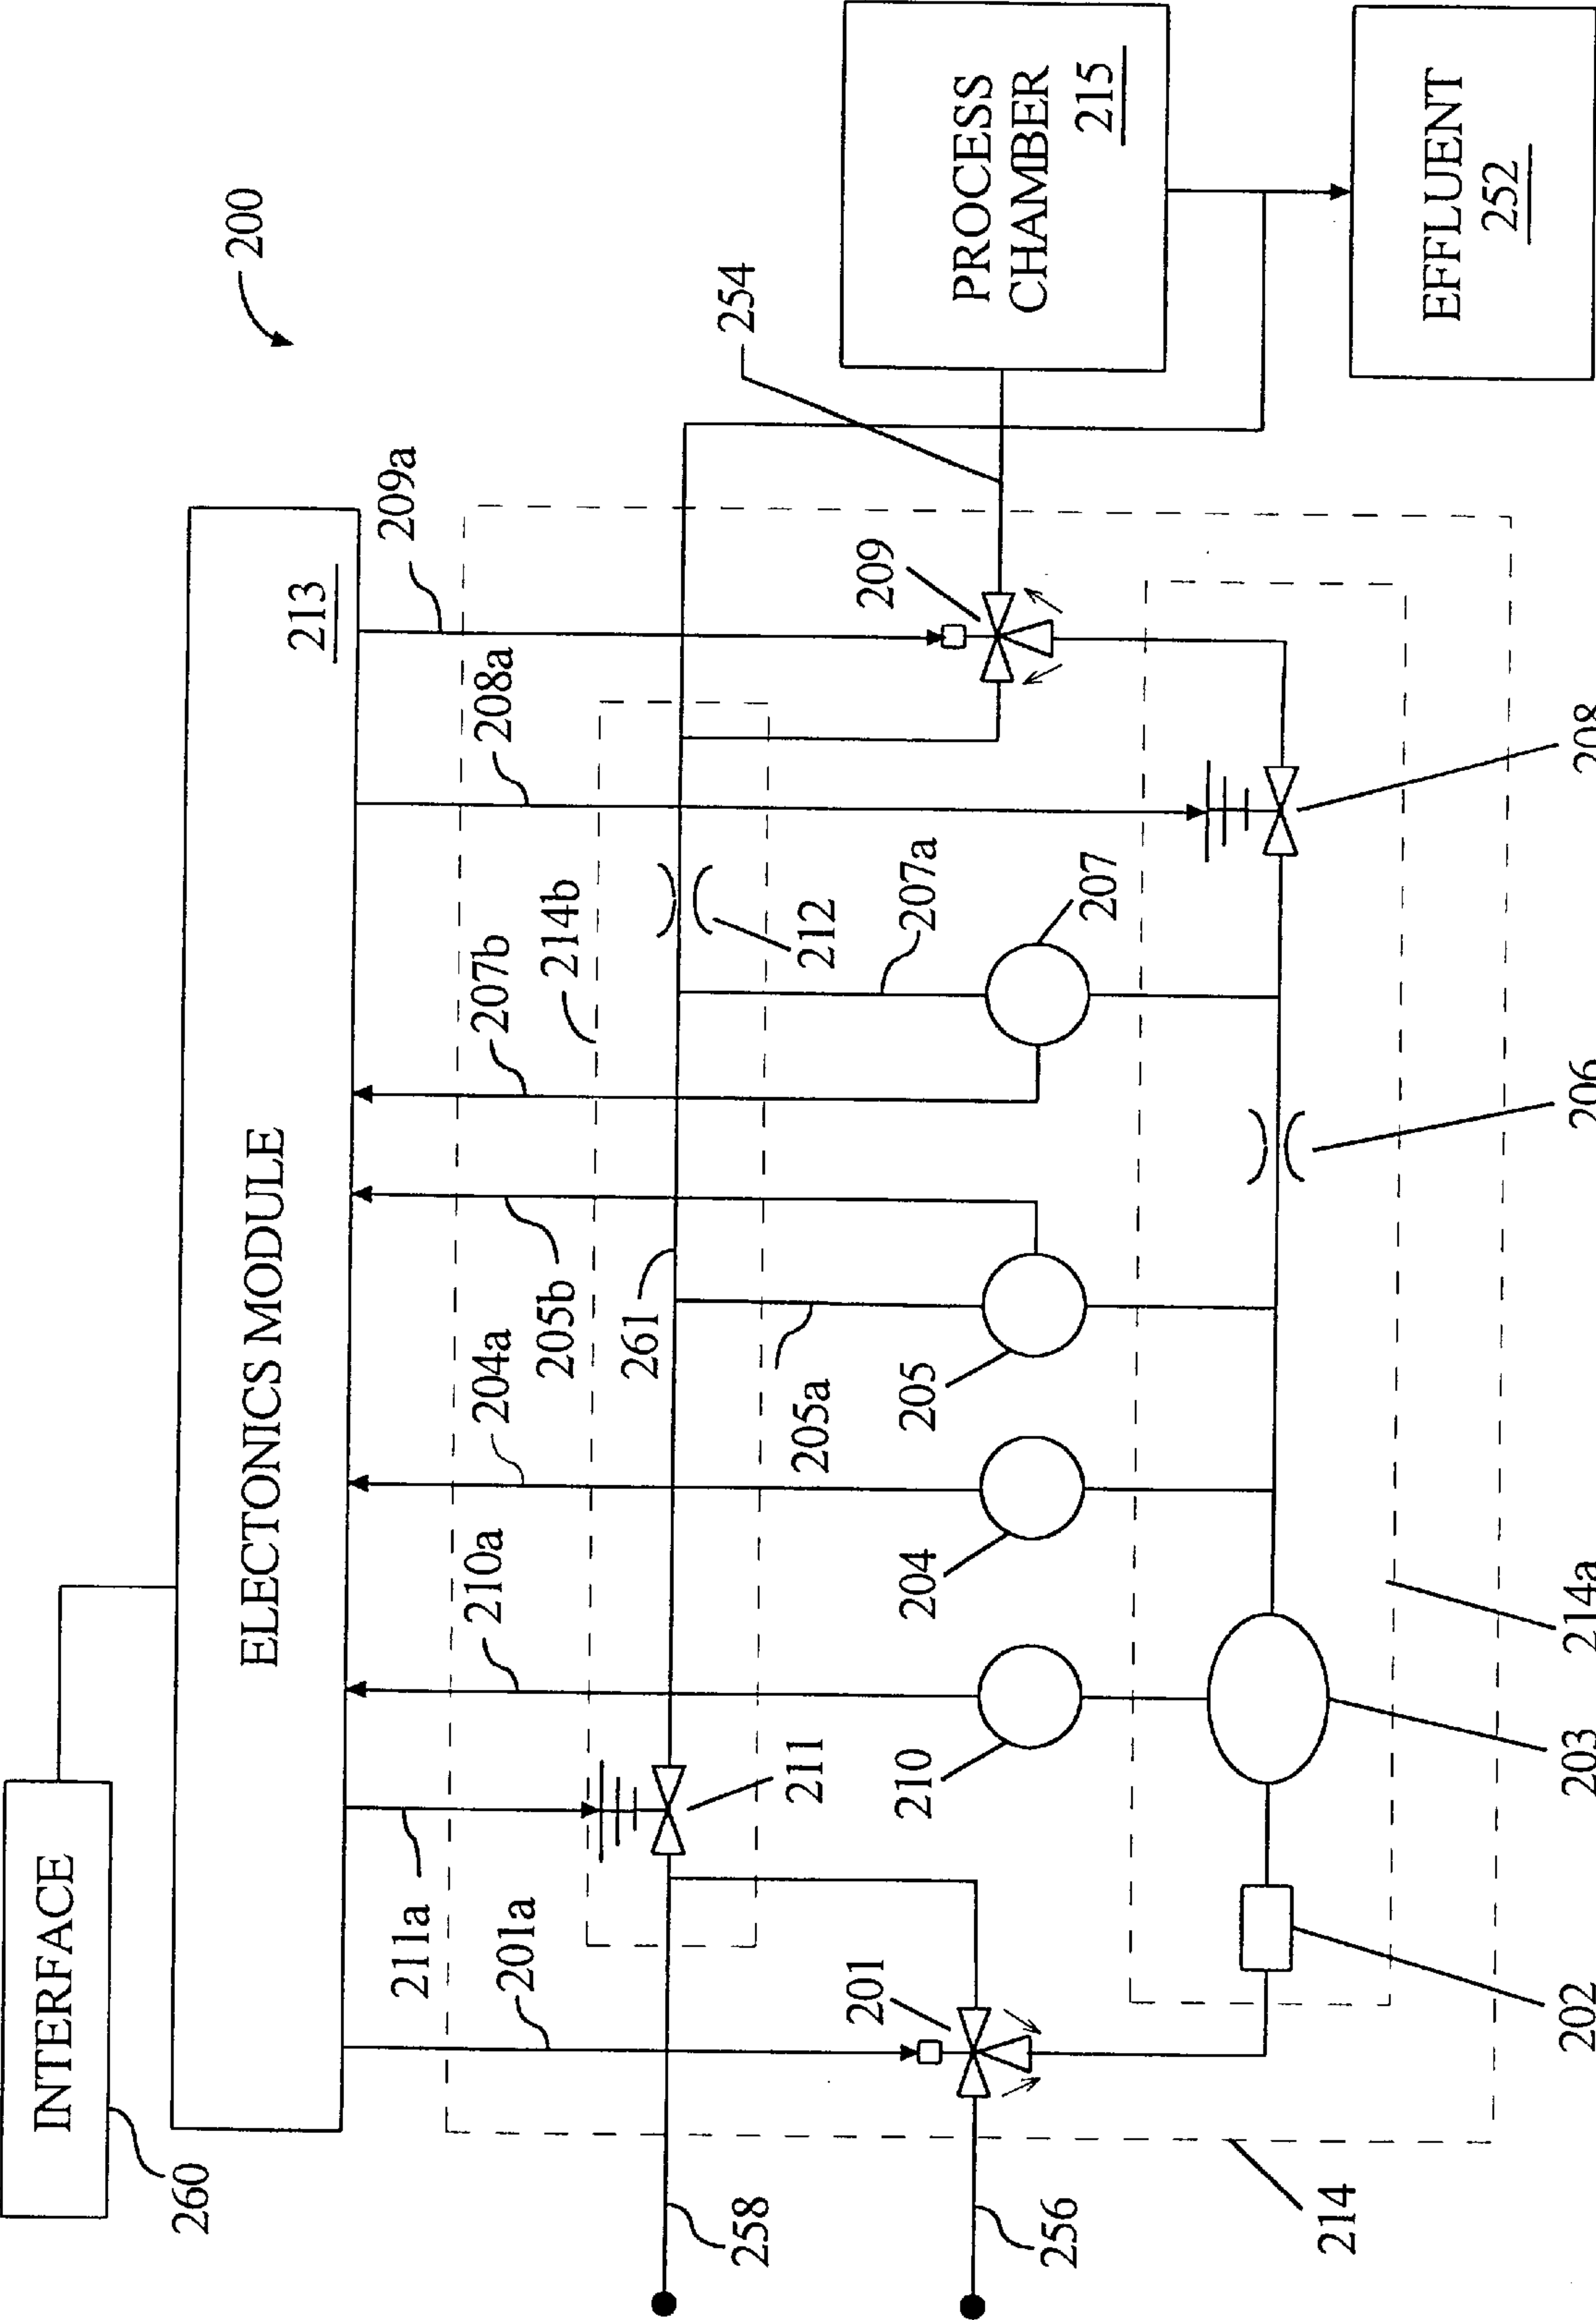 200
INTERFACE
260
ELECTONICS MODULE
213
211a
201a
210a
204a
205b
207b
208a
209a
214b
261
205a
212
207a
254
209
207
205
204
210
211
201
258
256
PROCESS
CHAMBER
215
EFFLUENT
252
208
206
214a
203
202
214